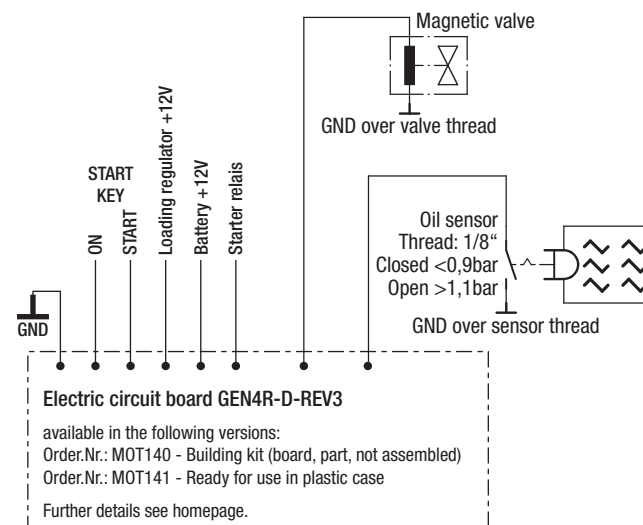 Magnetic valve
GND over valve thread
START
KEY
ON
START
Loading regulator +12V
Battery +12V
Starter relais
Oil sensor
Thread: 1/8“
Closed <0,9bar
Open >1,1bar
GND over sensor thread
GND
Electric circuit board GEN4R-D-REV3
available in the following versions:
Order.Nr.: MOT140 - Building kit (board, part, not assembled)
Order.Nr.: MOT141 - Ready for use in plastic case
Further details see homepage.